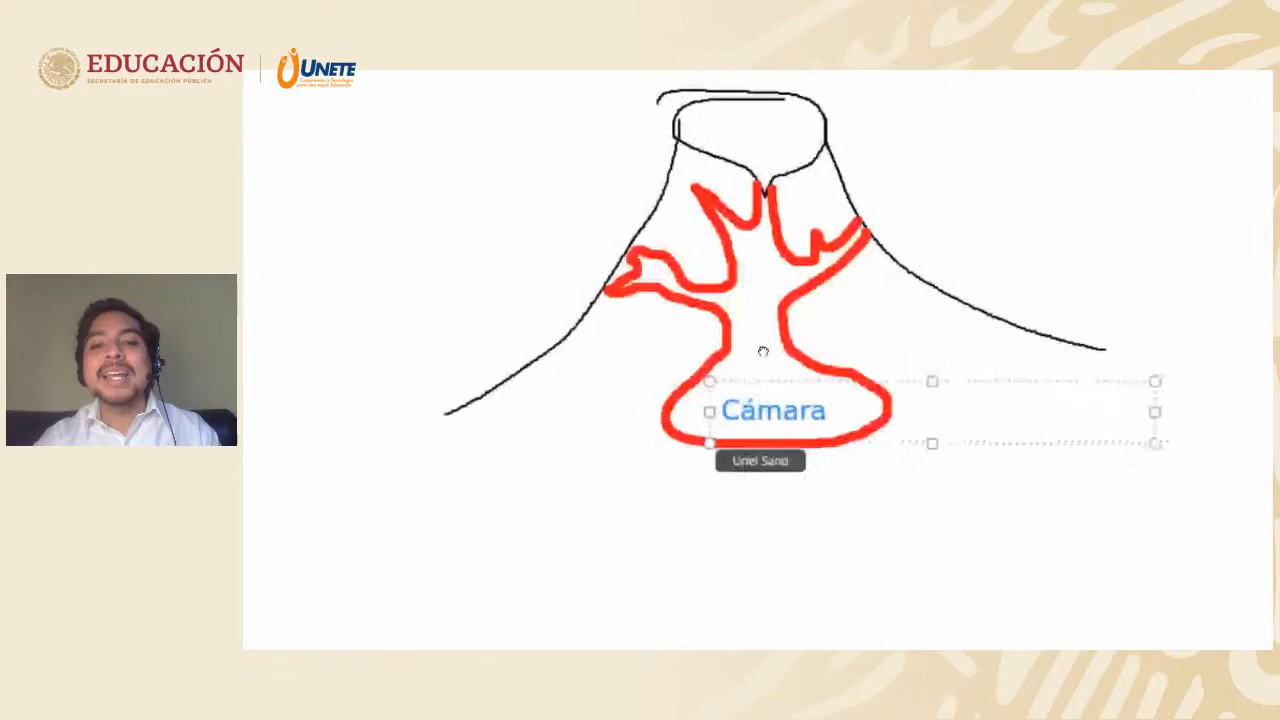 EDUCACIÓN
SECRETARÍA DE EDUCACIÓN PÚBLICA
UNETE
Cámara
Uriel Sand